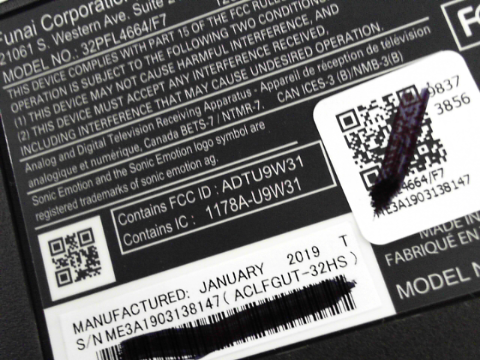 Funai Corporation
21061 S. Western Ave. Suite
MODEL NO.: 32PFL4664/F7
THIS DEVICE COMPLIES WITH PART 15 OF THE FCC RULES
OPERATION IS SUBJECT TO THE FOLLOWING TWO CONDITIONS
(1) THIS DEVICE MAY NOT CAUSE HARMFUL INTERFERENCE, AND
(2) THIS DEVICE MUST ACCEPT ANY INTERFERENCE RECEIVED,
INCLUDING INTERFERENCE THAT MAY CAUSE UNDESIRED OPERATION.
Analog and Digital Television Receiving Apparatus · Appareil de réception de télévision
analogique et numérique, Canada BETS-7 / NTMR-7. CAN ICES-3 (B)/NMB-3(B)
Sonic Emotion and the Sonic Emotion logo symbol are
registered trademarks of sonic emotion ag.
Contains FCC ID : ADTU9W31
Contains IC : 1178A-U9W31
MANUFACTURED: JANUARY 2019 T
S/N ME3A1903138147( ACLFGUT-32HS )
0837
3856
4664/F7
ME3A1903138147
MADE IN
FABRIQUÉ EN
MODEL N